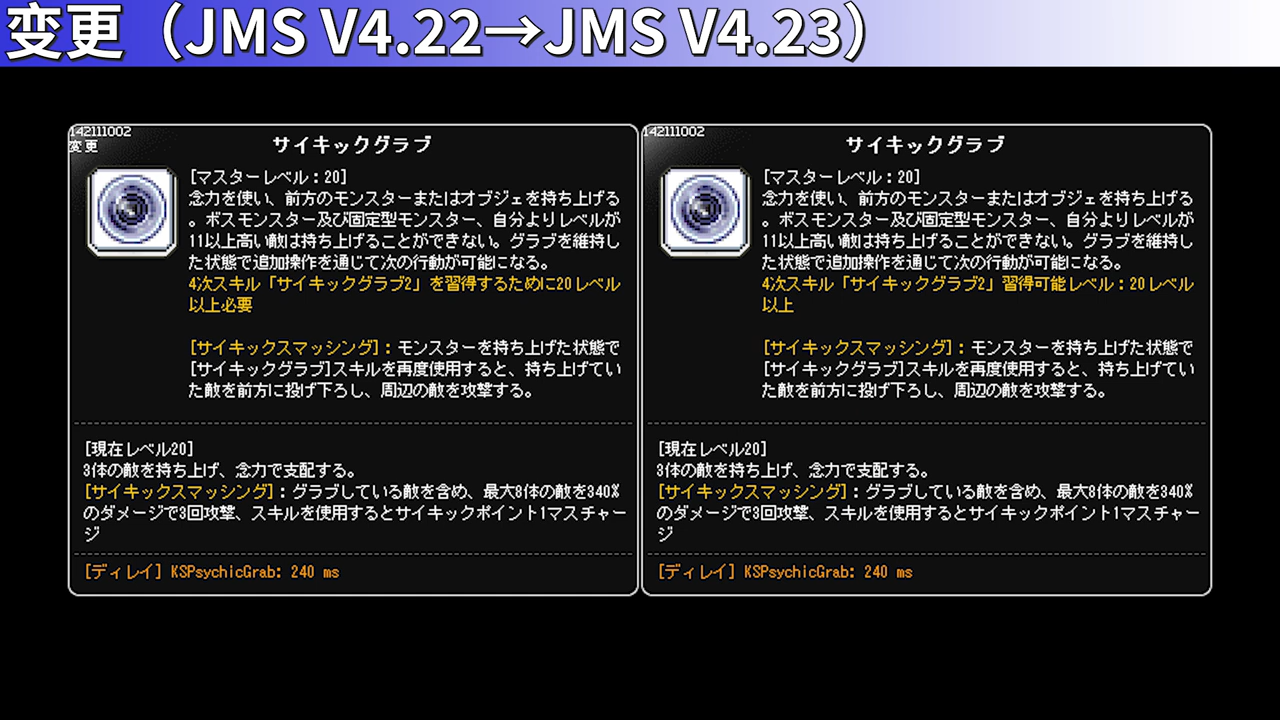 変更（JMS V4.22→JMS V4.23）
142111002
変更
サイキックグラブ
[マスターレベル：20]
念力を使い、前方のモンスターまたはオブジェを持ち上げる
。ボスモンスター及び固定型モンスター、自分よりレベルが
11以上高い敵は持ち上げることができない。グラブを維持し
た状態で追加操作を通じて次の行動が可能になる。
4次スキル「サイキックグラブ2」を習得するために20レベル
以上必要
[サイキックスマッシング]：モンスターを持ち上げた状態で
[サイキックグラブ]スキルを再度使用すると、持ち上げてい
た敵を前方に投げ下ろし、周辺の敵を攻撃する。
[現在レベル20]
3体の敵を持ち上げ、念力で支配する。
[サイキックスマッシング]：グラブしている敵を含め、最大8体の敵を340%
のダメージで3回攻撃、スキルを使用するとサイキックポイント1マスチャー
ジ
[ディレイ] KSPsychicGrab: 240 ms
142111002
サイキックグラブ
[マスターレベル：20]
念力を使い、前方のモンスターまたはオブジェを持ち上げる
。ボスモンスター及び固定型モンスター、自分よりレベルが
11以上高い敵は持ち上げることができない。グラブを維持し
た状態で追加操作を通じて次の行動が可能になる。
4次スキル「サイキックグラブ2」習得可能レベル：20レベル
以上
[サイキックスマッシング]：モンスターを持ち上げた状態で
[サイキックグラブ]スキルを再度使用すると、持ち上げてい
た敵を前方に投げ下ろし、周辺の敵を攻撃する。
[現在レベル20]
3体の敵を持ち上げ、念力で支配する。
[サイキックスマッシング]：グラブしている敵を含め、最大8体の敵を340%
のダメージで3回攻撃、スキルを使用するとサイキックポイント1マスチャー
ジ
[ディレイ] KSPsychicGrab: 240 ms